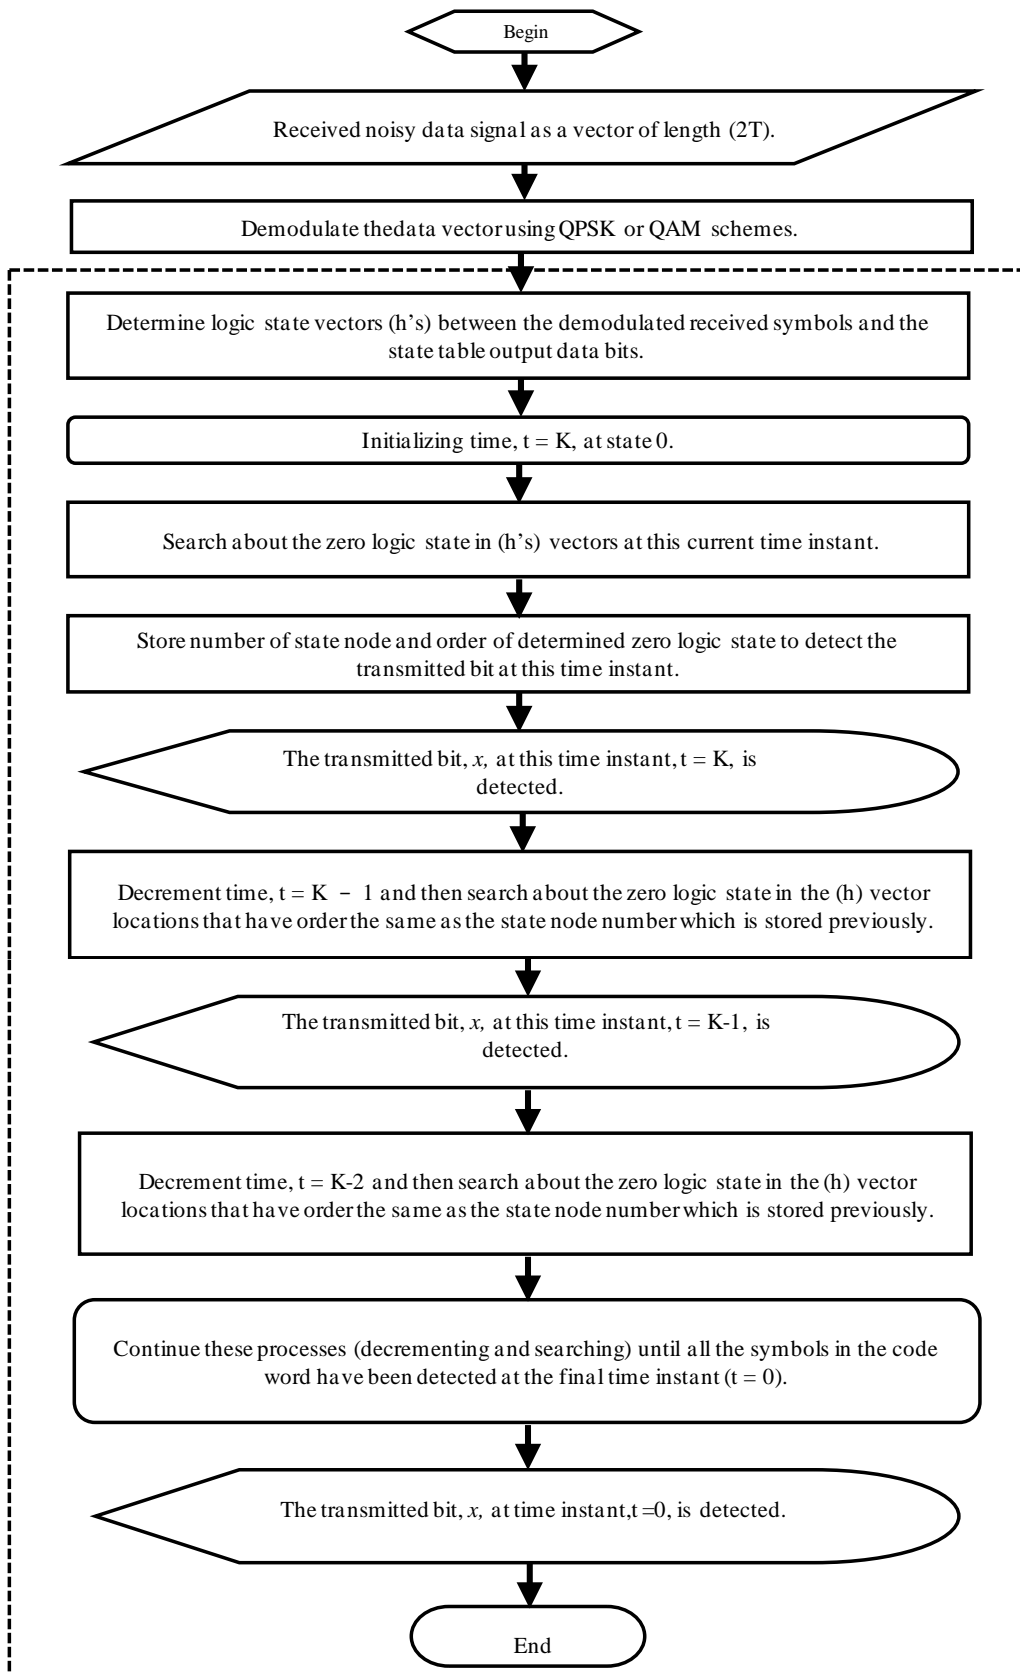 Begin
Received noisy data signal as a vector of length (2T).
Demodulate thedata vector using QPSK or QAM schemes.
Determine logic state vectors (h's) between the demodulated received symbols and the
state table output data bits.
Initializing time, t = K, at state 0.
Search about the zero logic state in (h's) vectors at this current time instant.
Store number of state node and order of determined zero logic state to detect the
transmitted bit at this time instant.
The transmitted bit, x, at this time instant, t = K, is
detected.
Decrement time, t = K − 1 and then search about the zero logic state in the (h) vector
locations that have order the same as the state node number which is stored previously.
The transmitted bit, x, at this time instant, t = K-1, is
detected.
Decrement time, t = K-2 and then search about the zero logic state in the (h) vector
locations that have order the same as the state node number which is stored previously.
Continue these processes (decrementing and searching) until all the symbols in the code
word have been detected at the final time instant (t = 0).
The transmitted bit, x, at time instant,t =0, is detected.
End